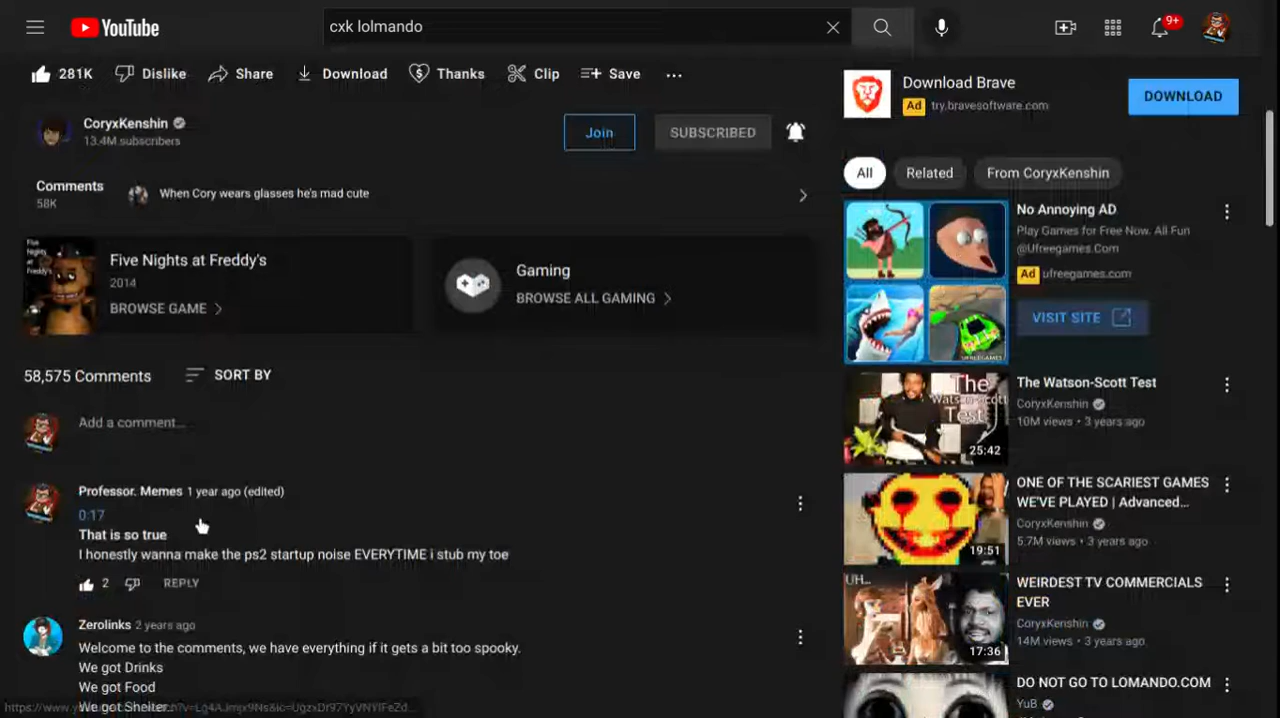 YouTube
cxk lolmando
9+
281K Dislike Share Download Thanks Clip Save
CoryxKenshin
13.4M subscribers
Join
SUBSCRIBED
Comments
58K
When Cory wears glasses he's mad cute
Five Nights at Freddy's
2014
BROWSE GAME
Gaming
BROWSE ALL GAMING
58,575 Comments
SORT BY
Add a comment...
Professor. Memes 1 year ago (edited)
0:17
That is so true
I honestly wanna make the ps2 startup noise EVERYTIME i stub my toe
2 REPLY
Zerolinks 2 years ago
Welcome to the comments, we have everything if it gets a bit too spooky.
We got Drinks
We got Food
We got Shelter
Download Brave
Ad try.bravesoftware.com
DOWNLOAD
All Related From CoryxKenshin
No Annoying AD
Play Games for Free Now. All Fun
@Ufreegames.Com
Ad ufreegames.com
VISIT SITE
UFREEGAMES
The
Watson-Scott
Test
25:42
The Watson-Scott Test
CoryxKenshin
10M views • 3 years ago
19:51
ONE OF THE SCARIEST GAMES
WE'VE PLAYED | Advanced...
CoryxKenshin
5.7M views • 3 years ago
UH...
17:36
WEIRDEST TV COMMERCIALS
EVER
CoryxKenshin
14M views • 3 years ago
DO NOT GO TO LOMANDO.COM
YuB